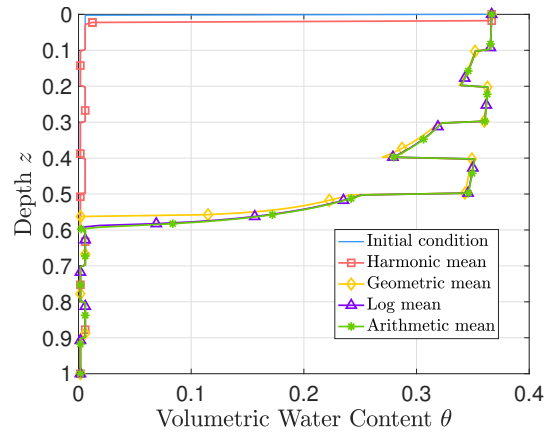 0
0.1
0.2
0.3
0.4
0.5
0.6
0.7
0.8
0.9
1
Depth z
Initial condition
Harmonic mean
Geometric mean
Log mean
Arithmetic mean
0 0.1 0.2 0.3 0.4
Volumetric Water Content θ